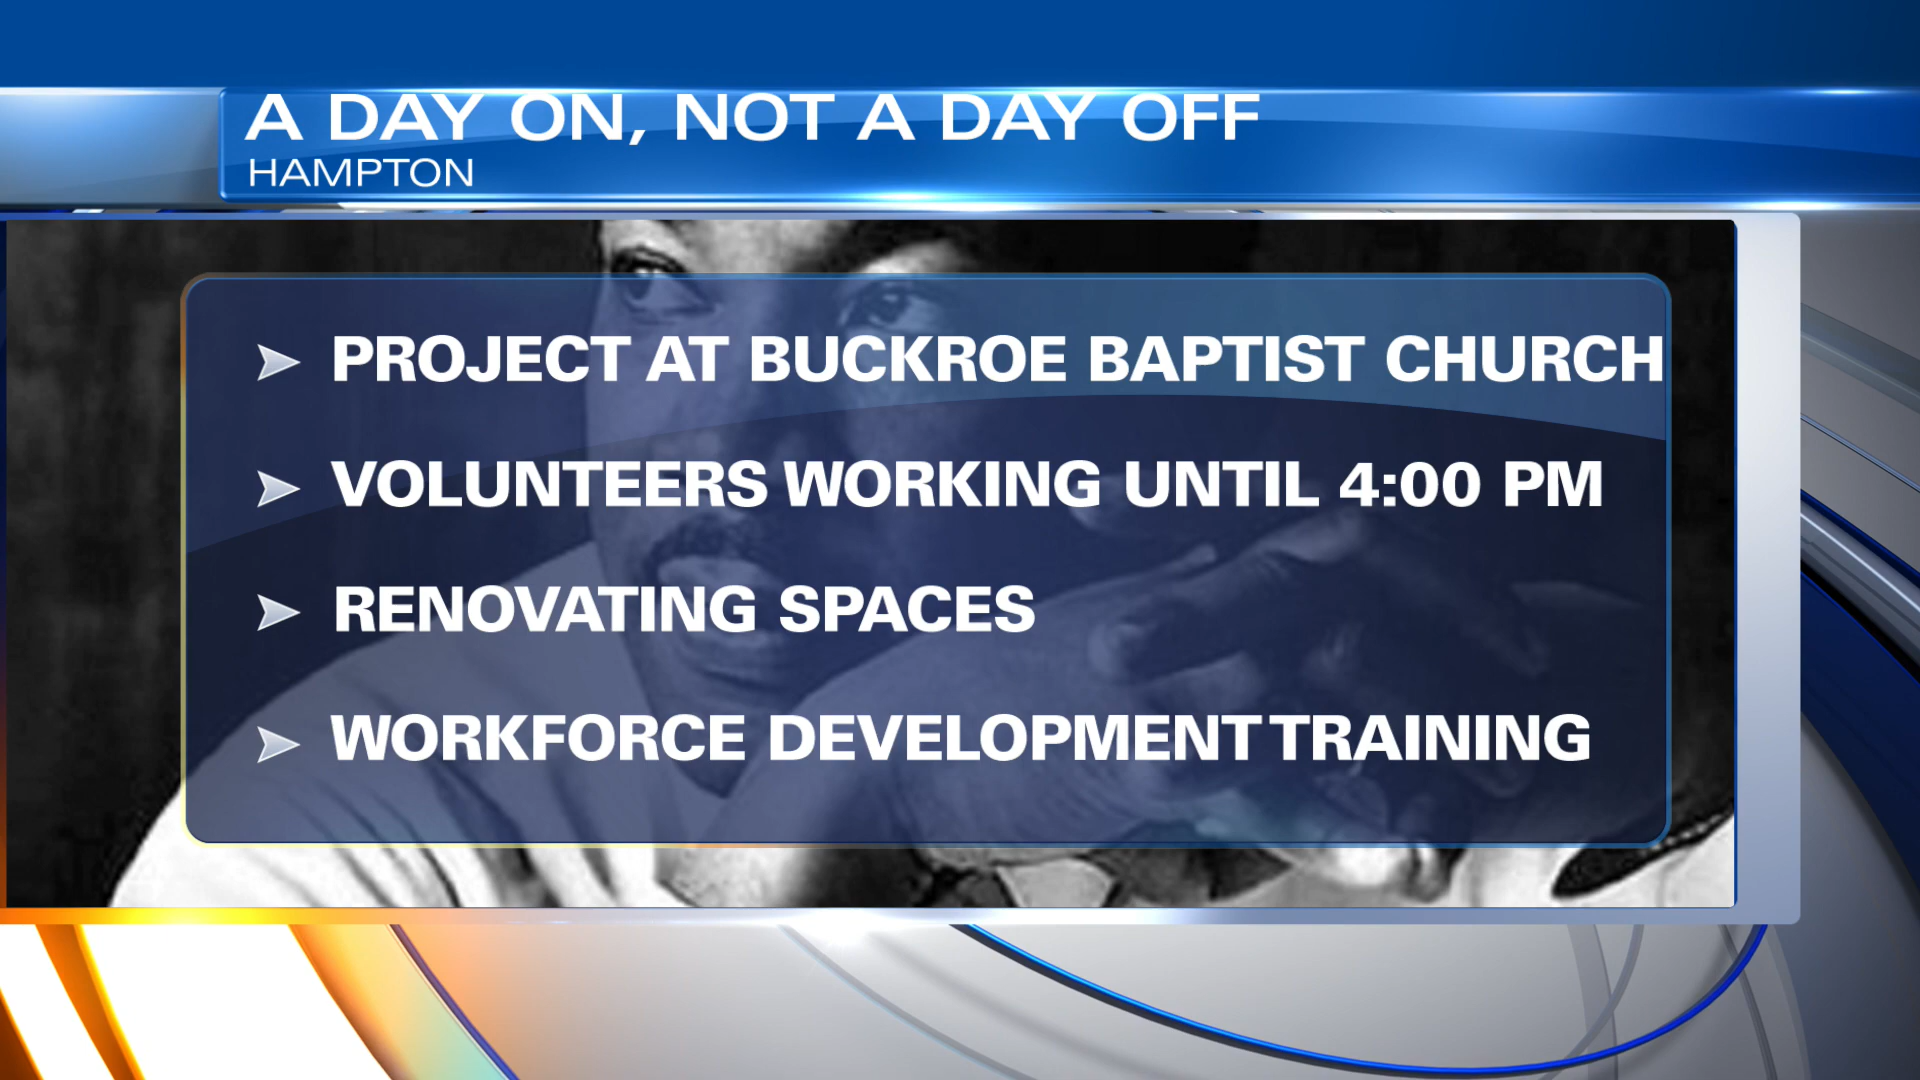 A DAY ON, NOT A DAY OFF
HAMPTON
PROJECT AT BUCKROE BAPTIST CHURCH
VOLUNTEERS WORKING UNTIL 4:00 PM
RENOVATING SPACES
WORKFORCE DEVELOPMENT TRAINING